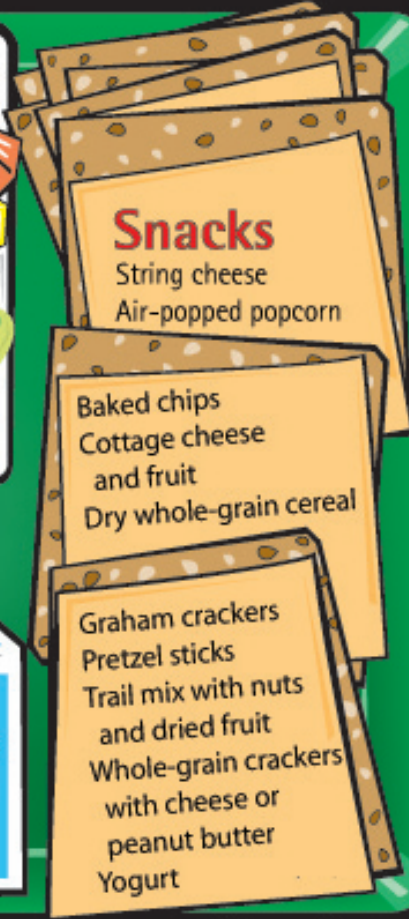 Snacks
String cheese
Air-popped popcorn
Baked chips
Cottage cheese
and fruit
Dry whole-grain cereal
Graham crackers
Pretzel sticks
Trail mix with nuts
and dried fruit
Whole-grain crackers
with cheese or
peanut butter
Yogurt